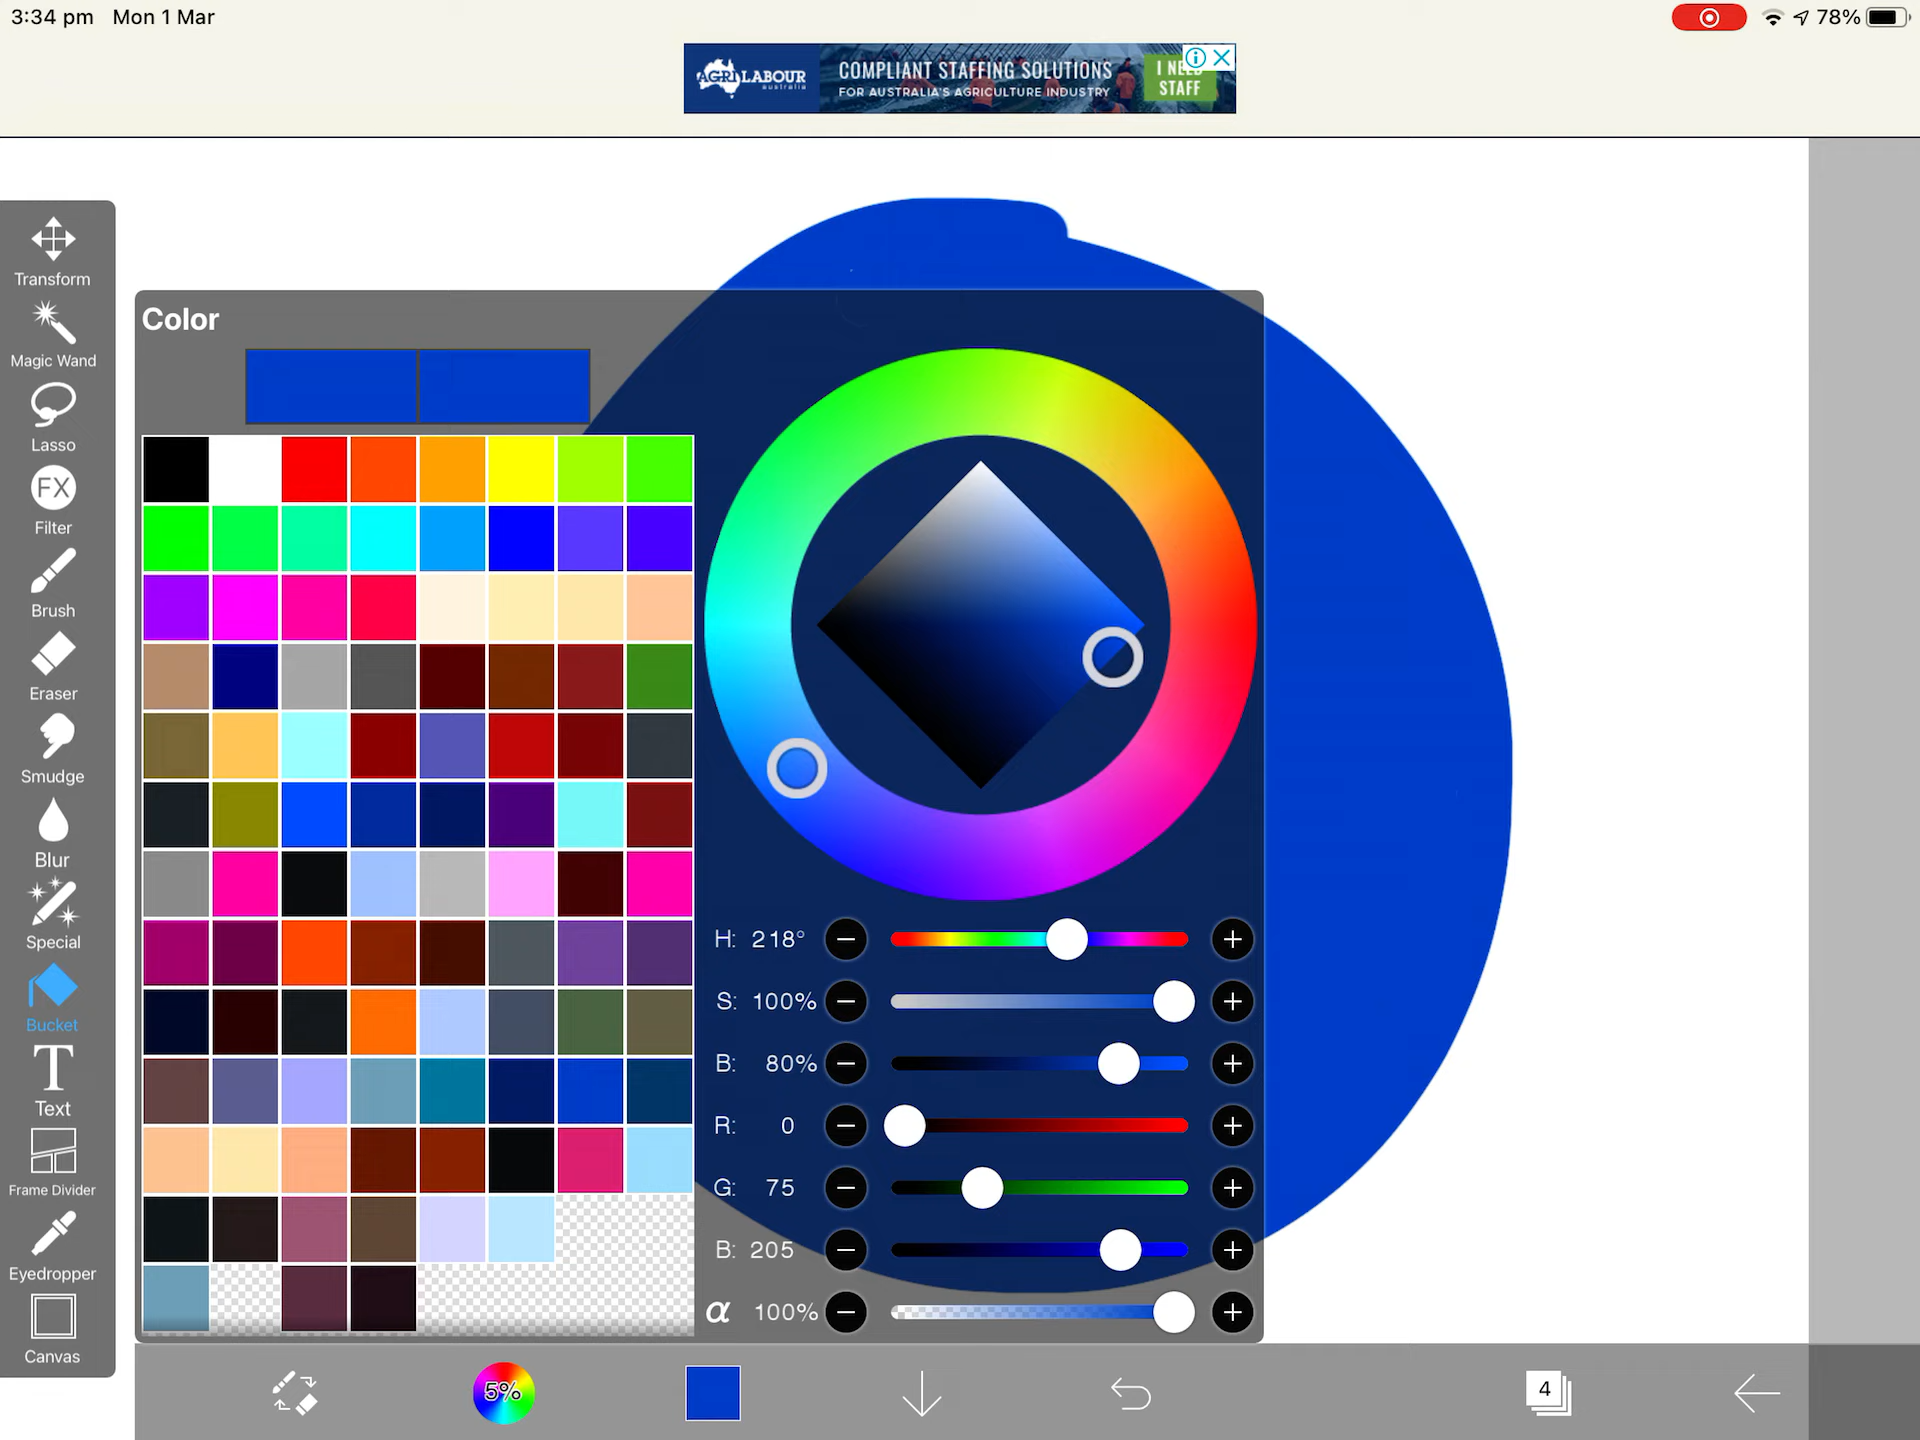 3:34 pm Mon 1 Mar
78%
AGRI LABOUR
australia
COMPLIANT STAFFING SOLUTIONS
FOR AUSTRALIA'S AGRICULTURE INDUSTRY
I NEED
STAFF
Transform
Magic Wand
Lasso
FX
Filter
Brush
Eraser
Smudge
Blur
Special
Bucket
T
Text
Frame Divider
Eyedropper
Canvas
Color
H: 218°
S: 100%
B: 80%
R: 0
G: 75
B: 205
α 100%
5%
4